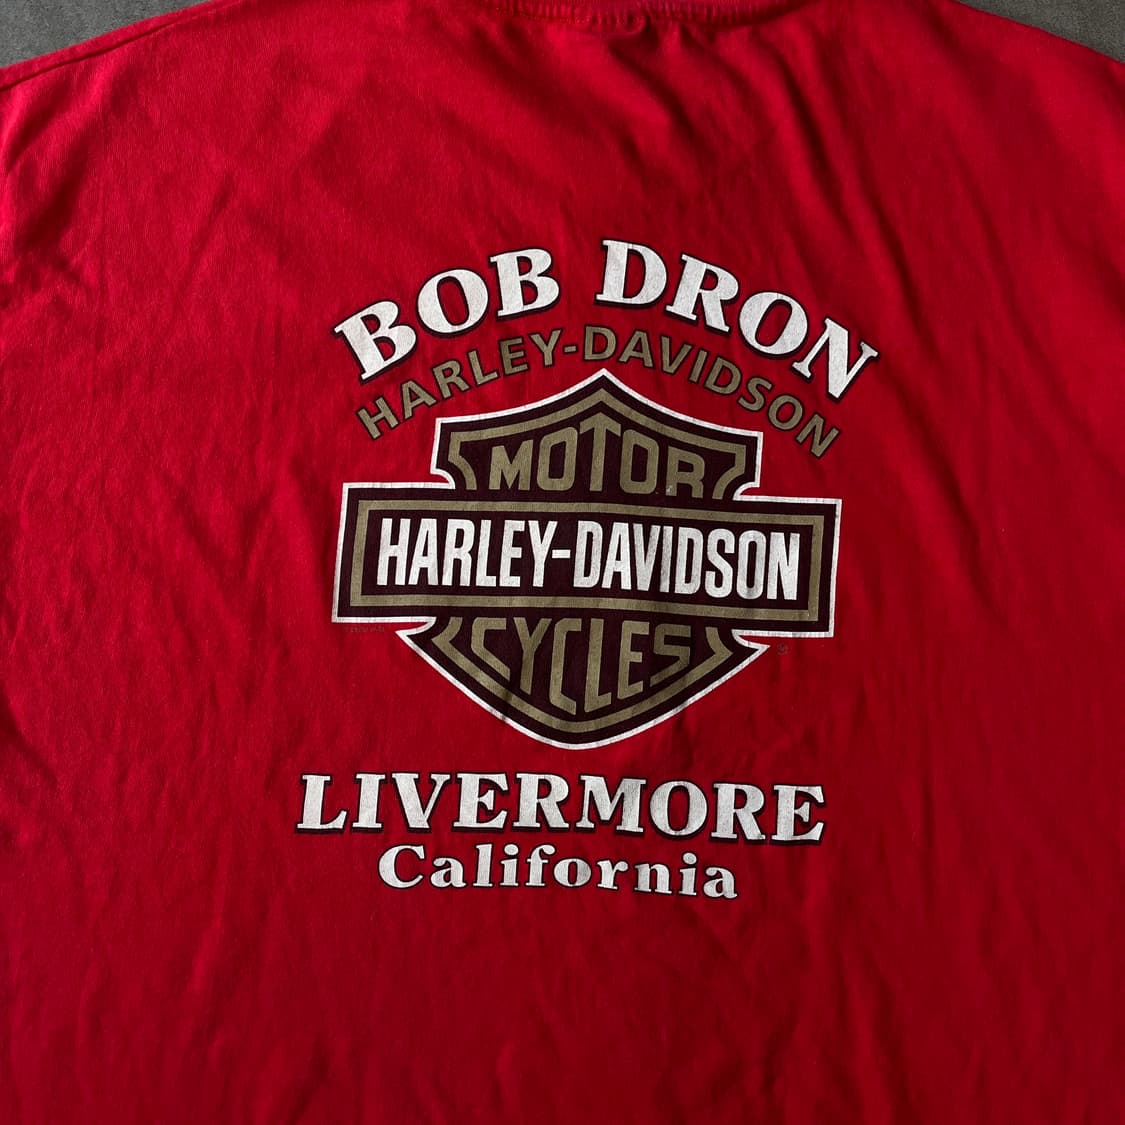 BOB DRON
HARLEY-DAVIDSON
MOTOR
HARLEY-DAVIDSON
CYCLES
LIVERMORE
California